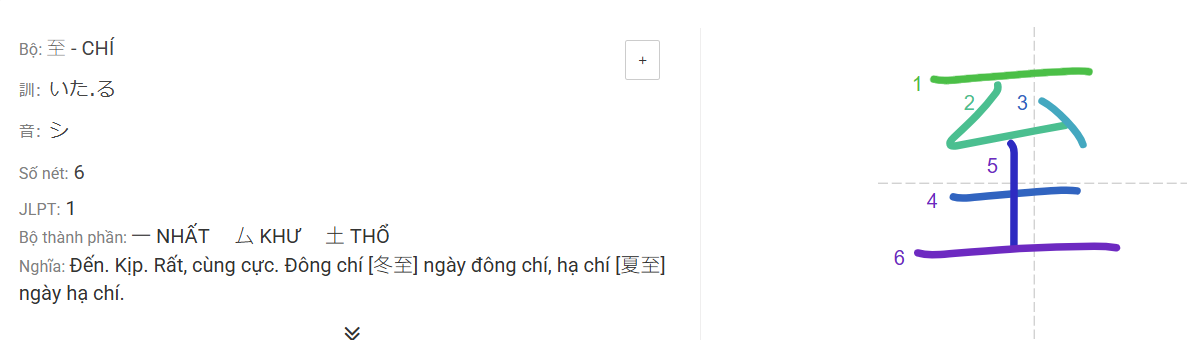 Bộ: 至 - CHÍ
+
訓: いた.る
音: シ
Số nét: 6
JLPT: 1
Bộ thành phần: 一 NHẤT 厶 KHƯ 土 THỔ
Nghĩa: Đến. Kịp. Rất, cùng cực. Đông chí [冬至] ngày đông chí, hạ chí [夏至]
ngày hạ chí.
至
1
2
3
5
4
6